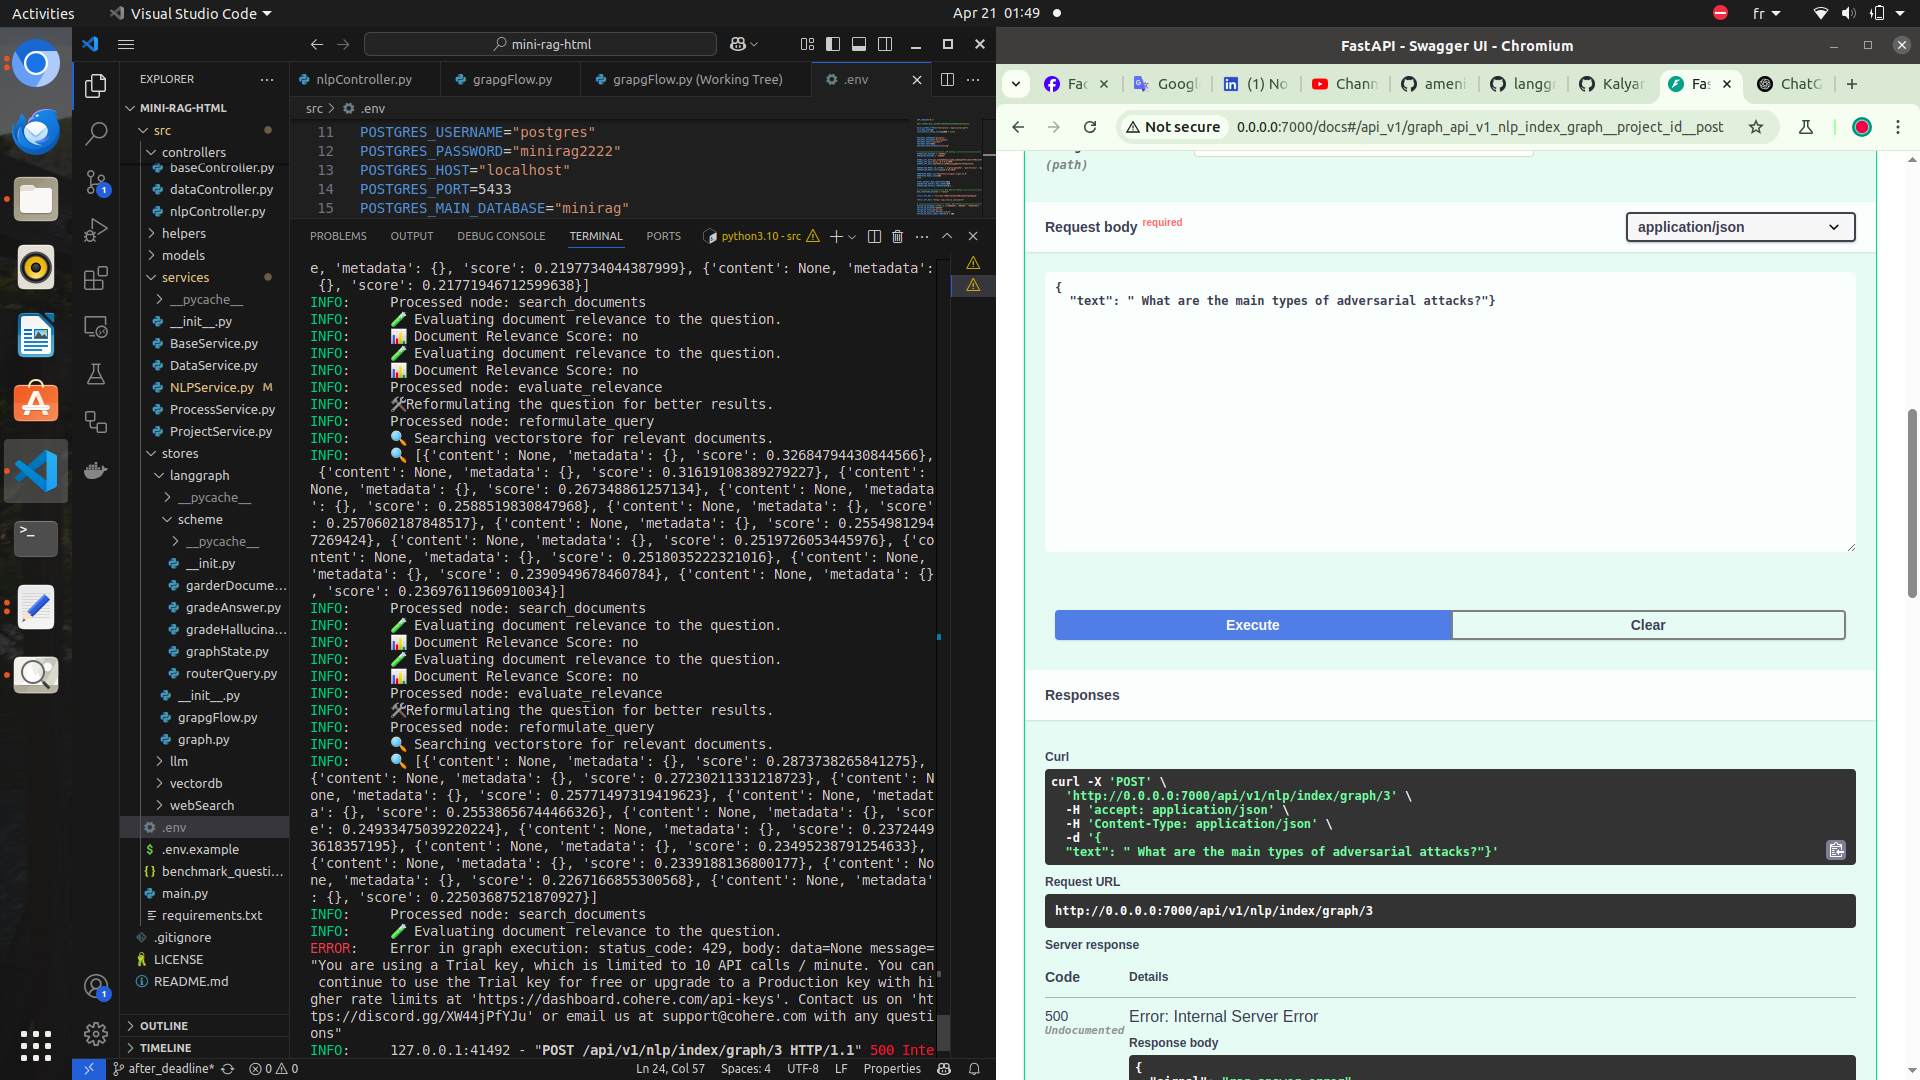 Activities
Visual Studio Code
Apr 21 01:49
fr
mini-rag-html
EXPLORER
MINI-RAG-HTML
src
controllers
baseController.py
dataController.py
nlpController.py
helpers
models
services
__pycache__
__init__.py
BaseService.py
DataService.py
NLPService.py M
ProcessService.py
ProjectService.py
stores
langgraph
__pycache__
scheme
__pycache__
__init.py
garderDocume...
gradeAnswer.py
gradeHallucina...
graphState.py
routerQuery.py
__init__.py
grapgFlow.py
graph.py
llm
vectordb
webSearch
.env
.env.example
benchmark_questi...
main.py
requirements.txt
.gitignore
LICENSE
README.md
OUTLINE
TIMELINE
nlpController.py
grapgFlow.py
grapgFlow.py (Working Tree)
.env
src > .env
11 POSTGRES_USERNAME="postgres"
12 POSTGRES_PASSWORD="minirag2222"
13 POSTGRES_HOST="localhost"
14 POSTGRES_PORT=5433
15 POSTGRES_MAIN_DATABASE="minirag"
PROBLEMS OUTPUT DEBUG CONSOLE TERMINAL PORTS python3.10 - src
e, 'metadata': {}, 'score': 0.2197734044387999}, {'content': None, 'metadata':
{}, 'score': 0.21771946712599638}]
INFO: Processed node: search_documents
INFO: 🧪 Evaluating document relevance to the question.
INFO: 📊 Document Relevance Score: no
INFO: 🧪 Evaluating document relevance to the question.
INFO: 📊 Document Relevance Score: no
INFO: Processed node: evaluate_relevance
INFO: 🛠Reformulating the question for better results.
INFO: Processed node: reformulate_query
INFO: 🔍 Searching vectorstore for relevant documents.
INFO: 🔍 [{'content': None, 'metadata': {}, 'score': 0.32684794430844566},
{'content': None, 'metadata': {}, 'score': 0.31619108389279227}, {'content':
None, 'metadata': {}, 'score': 0.267348861257134}, {'content': None, 'metadata
': {}, 'score': 0.2588519830847968}, {'content': None, 'metadata': {}, 'score'
: 0.2570602187848517}, {'content': None, 'metadata': {}, 'score': 0.2554981294
7269424}, {'content': None, 'metadata': {}, 'score': 0.2519726053445976}, {'co
ntent': None, 'metadata': {}, 'score': 0.2518035222321016}, {'content': None,
'metadata': {}, 'score': 0.2390949678460784}, {'content': None, 'metadata': {}
, 'score': 0.23697611960910034}]
INFO: Processed node: search_documents
INFO: 🧪 Evaluating document relevance to the question.
INFO: 📊 Document Relevance Score: no
INFO: 🧪 Evaluating document relevance to the question.
INFO: 📊 Document Relevance Score: no
INFO: Processed node: evaluate_relevance
INFO: 🛠Reformulating the question for better results.
INFO: Processed node: reformulate_query
INFO: 🔍 Searching vectorstore for relevant documents.
INFO: 🔍 [{'content': None, 'metadata': {}, 'score': 0.2873738265841275},
{'content': None, 'metadata': {}, 'score': 0.27230211331218723}, {'content': N
one, 'metadata': {}, 'score': 0.25771497319419623}, {'content': None, 'metadat
a': {}, 'score': 0.25538656744466326}, {'content': None, 'metadata': {}, 'scor
e': 0.24933475039220224}, {'content': None, 'metadata': {}, 'score': 0.2372449
3618357195}, {'content': None, 'metadata': {}, 'score': 0.23495238791254633},
{'content': None, 'metadata': {}, 'score': 0.23391888136800177}, {'content': No
ne, 'metadata': {}, 'score': 0.2267166855300568}, {'content': None, 'metadata'
: {}, 'score': 0.22503687521870927}]
INFO: Processed node: search_documents
INFO: 🧪 Evaluating document relevance to the question.
ERROR: Error in graph execution: status_code: 429, body: data=None message=
"You are using a Trial key, which is limited to 10 API calls / minute. You can
continue to use the Trial key for free or upgrade to a Production key with hi
gher rate limits at 'https://dashboard.cohere.com/api-keys'. Contact us on 'ht
tps://discord.gg/XW44jPfYJu' or email us at support@cohere.com with any questi
ons"
INFO: 127.0.0.1:41492 - "POST /api/v1/nlp/index/graph/3 HTTP/1.1" 500 Inte
after_deadline* 0 0 Ln 24, Col 57 Spaces: 4 UTF-8 LF Properties
FastAPI - Swagger UI - Chromium
Fac
Googl
(1) No
Chann
ameni
langgr
Kalyar
Fas
ChatG
Not secure 0.0.0.0:7000/docs#/api_v1/graph_api_v1_nlp_index_graph__project_id__post
(path)
Request body required
application/json
{
"text": " What are the main types of adversarial attacks?"}
Execute
Clear
Responses
Curl
curl -X 'POST' \
'http://0.0.0.0:7000/api/v1/nlp/index/graph/3' \
-H 'accept: application/json' \
-H 'Content-Type: application/json' \
-d '{
"text": " What are the main types of adversarial attacks?"}'
Request URL
http://0.0.0.0:7000/api/v1/nlp/index/graph/3
Server response
Code Details
500 Error: Internal Server Error
Undocumented
Response body
{